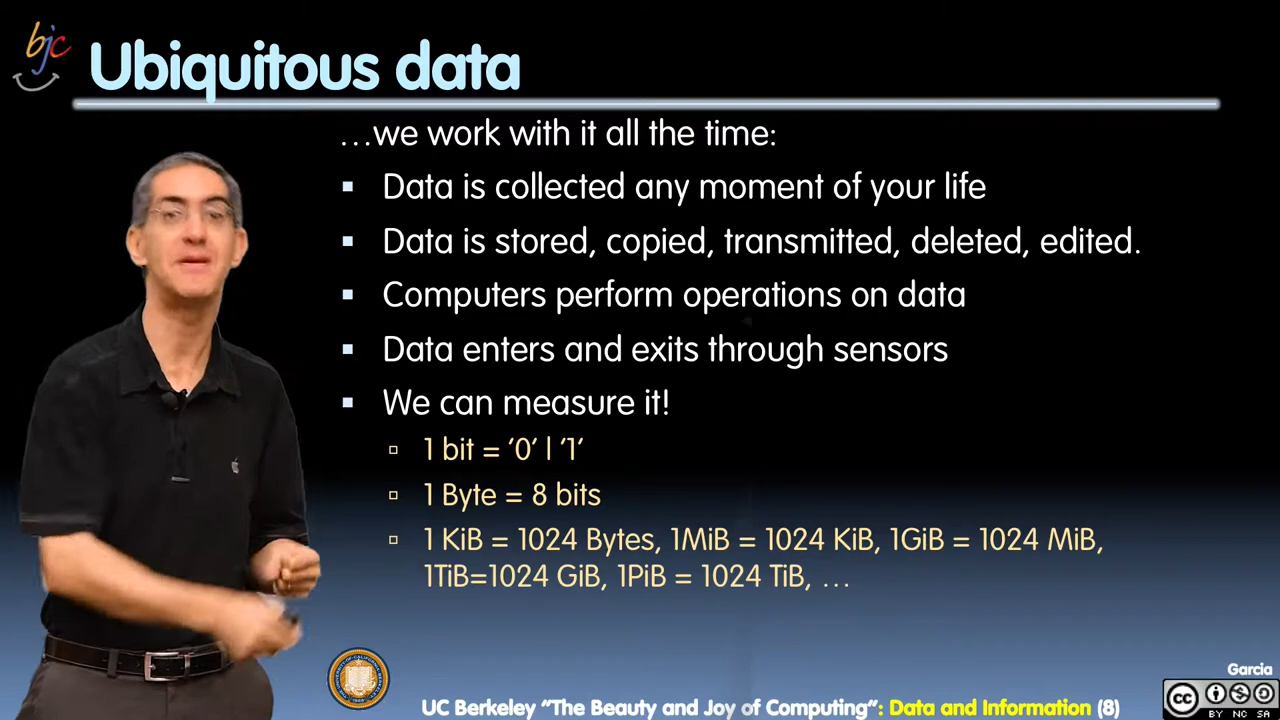 bjc
Ubiquitous data
…we work with it all the time:
▪ Data is collected any moment of your life
▪ Data is stored, copied, transmitted, deleted, edited.
▪ Computers perform operations on data
▪ Data enters and exits through sensors
▪ We can measure it!
▫ 1 bit = ′0′ | ′1′
▫ 1 Byte = 8 bits
▫ 1 KiB = 1024 Bytes, 1MiB = 1024 KiB, 1GiB = 1024 MiB,
1TiB=1024 GiB, 1PiB = 1024 TiB, …
Garcia
UC Berkeley “The Beauty and Joy of Computing”: Data and Information (8)
cc
BY NC SA